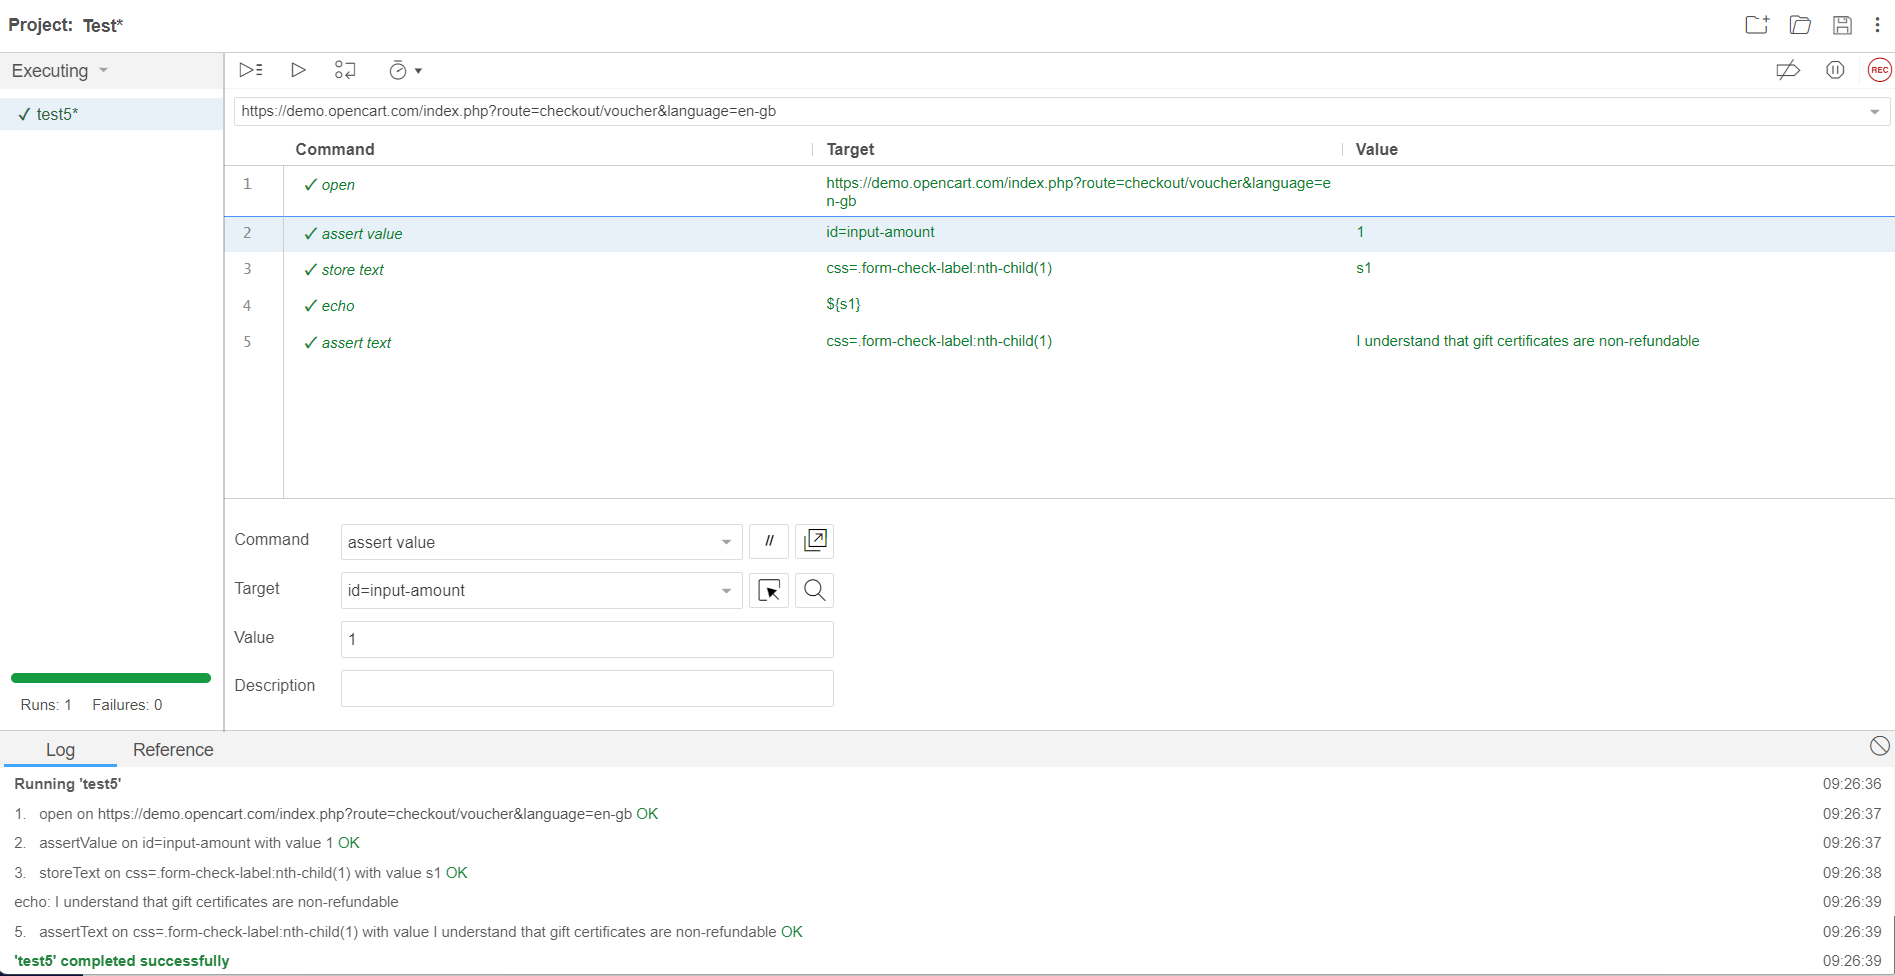 Project: Test*
Executing
REC
✓ test5*
https://demo.opencart.com/index.php?route=checkout/voucher&language=en-gb
Command Target Value
1 ✓ open https://demo.opencart.com/index.php?route=checkout/voucher&language=e
n-gb
2 ✓ assert value id=input-amount 1
3 ✓ store text css=.form-check-label:nth-child(1) s1
4 ✓ echo ${s1}
5 ✓ assert text css=.form-check-label:nth-child(1) I understand that gift certificates are non-refundable
Command assert value //
Target id=input-amount
Value 1
Description
Runs: 1 Failures: 0
Log Reference
Running 'test5' 09:26:36
1. open on https://demo.opencart.com/index.php?route=checkout/voucher&language=en-gb OK 09:26:37
2. assertValue on id=input-amount with value 1 OK 09:26:37
3. storeText on css=.form-check-label:nth-child(1) with value s1 OK 09:26:38
echo: I understand that gift certificates are non-refundable 09:26:39
5. assertText on css=.form-check-label:nth-child(1) with value I understand that gift certificates are non-refundable OK 09:26:39
'test5' completed successfully 09:26:39